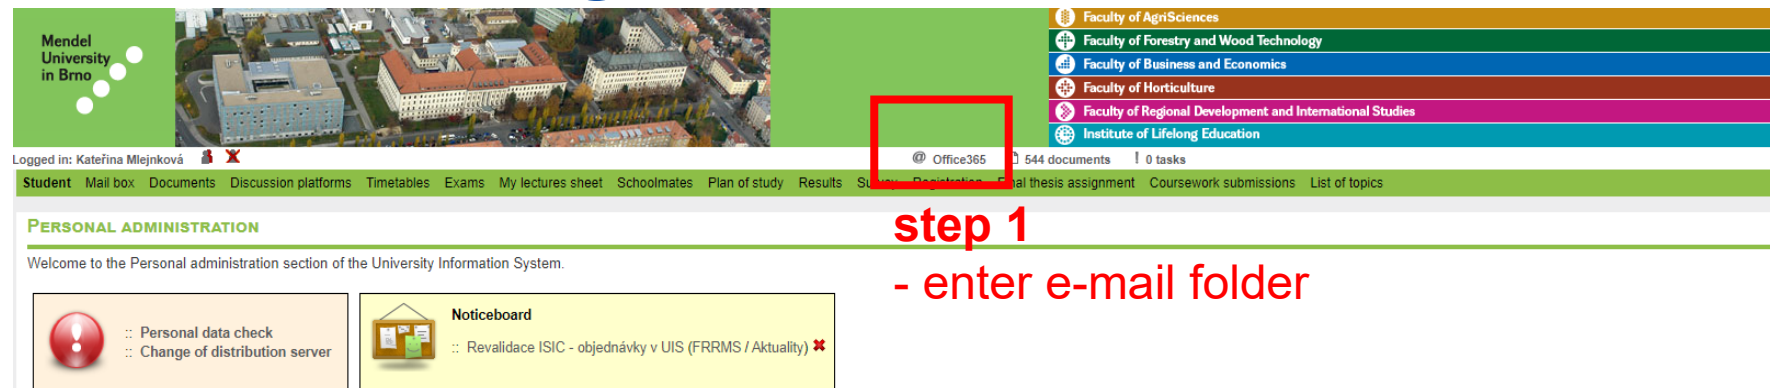 Mendel
University
in Brno
Faculty of AgriSciences
Faculty of Forestry and Wood Technology
Faculty of Business and Economics
Faculty of Horticulture
Faculty of Regional Development and International Studies
Institute of Lifelong Education
Logged in: Kateřina Mlejnková
@ Office365 544 documents ! 0 tasks
Student Mail box Documents Discussion platforms Timetables Exams My lectures sheet Schoolmates Plan of study Results Survey Registration Final thesis assignment Coursework submissions List of topics
step 1
- enter e-mail folder
PERSONAL ADMINISTRATION
Welcome to the Personal administration section of the University Information System.
:: Personal data check
:: Change of distribution server
Noticeboard
:: Revalidace ISIC - objednávky v UIS (FRRMS / Aktuality)